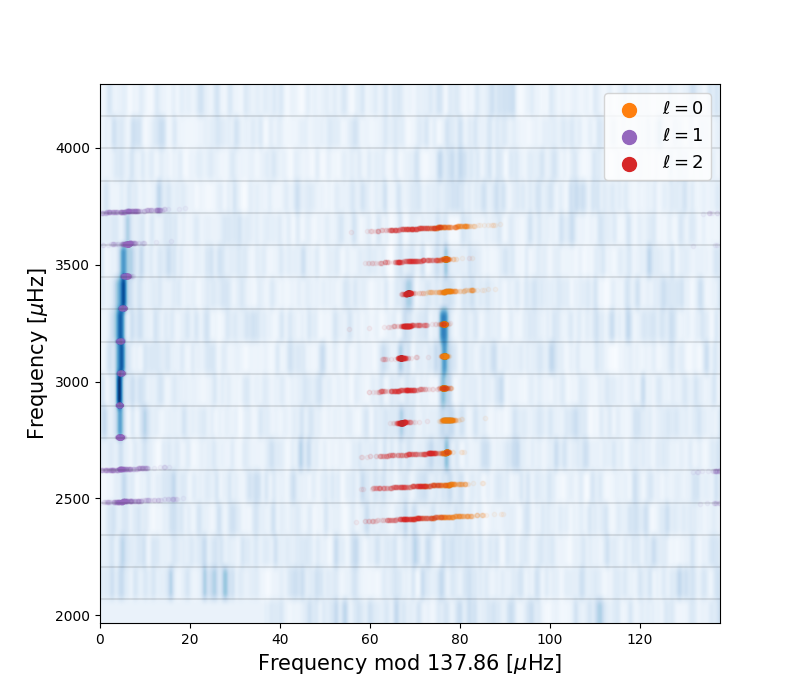 ℓ = 0
ℓ = 1
ℓ = 2
Frequency [μHz]
4000
3500
3000
2500
2000
0 20 40 60 80 100 120
Frequency mod 137.86 [μHz]